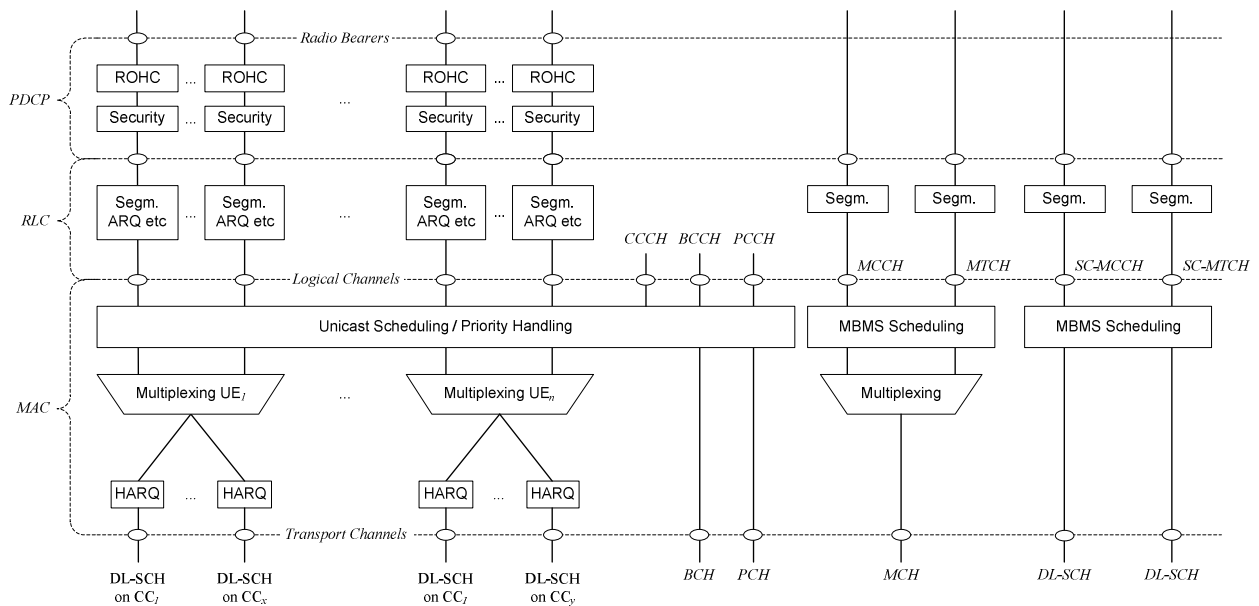 Radio Bearers
ROHC ... ROHC ROHC ... ROHC
PDCP
...
Security ... Security Security ... Security
Segm. ARQ etc ... Segm. ARQ etc ... Segm. ARQ etc ... Segm. ARQ etc
Segm. Segm. Segm. Segm.
RLC
CCCH BCCH PCCH
MCCH MTCH SC-MCCH SC-MTCH
Logical Channels
Unicast Scheduling / Priority Handling MBMS Scheduling MBMS Scheduling
Multiplexing UE1 ... Multiplexing UEn Multiplexing
MAC
HARQ ... HARQ HARQ ... HARQ
Transport Channels
DL-SCH on CC1 DL-SCH on CCx DL-SCH on CC1 DL-SCH on CCy BCH PCH MCH DL-SCH DL-SCH